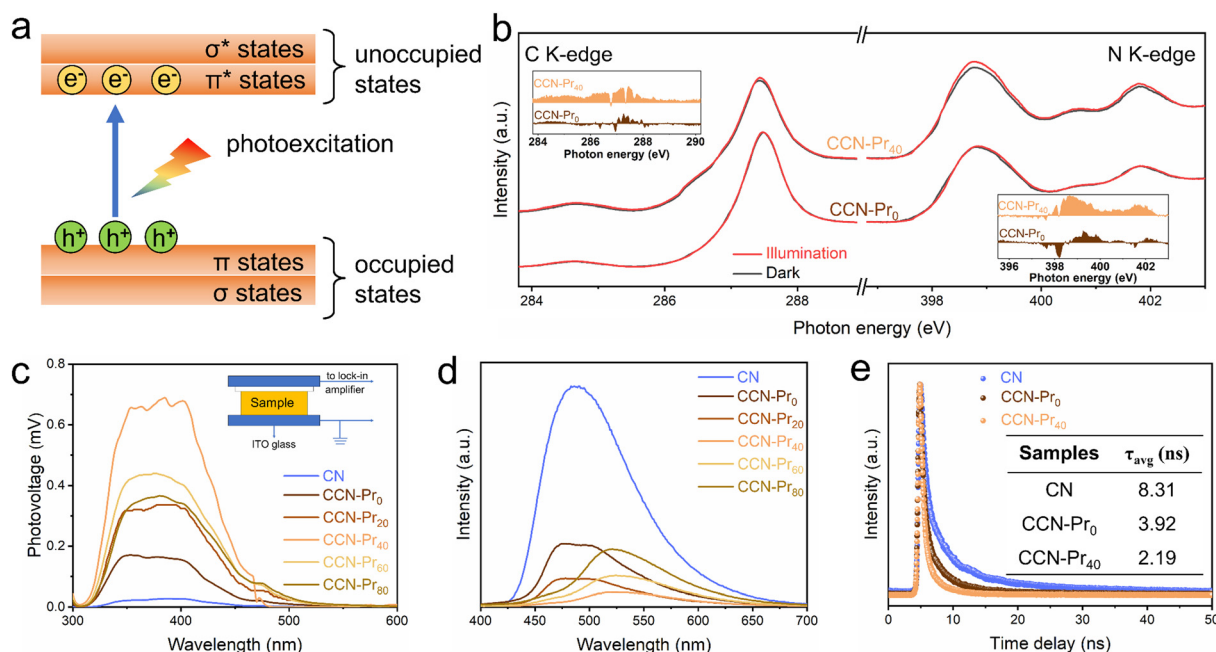 a
σ* states
π* states
e-
e-
e-
unoccupied
states
photoexcitation
h+
h+
h+
π states
σ states
occupied
states
b
C K-edge
N K-edge
CCN-Pr40
CCN-Pr0
284
286
288
290
Photon energy (eV)
CCN-Pr40
CCN-Pr0
CCN-Pr40
CCN-Pr0
396
398
400
402
Photon energy (eV)
Illumination
Dark
Intensity (a.u.)
284
286
288
398
400
402
Photon energy (eV)
c
Photovoltage (mV)
0.8
0.6
0.4
0.2
0.0
to lock-in
amplifier
Sample
ITO glass
CN
CCN-Pr0
CCN-Pr20
CCN-Pr40
CCN-Pr60
CCN-Pr80
300
400
500
600
Wavelength (nm)
d
Intensity (a.u.)
CN
CCN-Pr0
CCN-Pr20
CCN-Pr40
CCN-Pr60
CCN-Pr80
400
450
500
550
600
650
700
Wavelength (nm)
e
Intensity (a.u.)
CN
CCN-Pr0
CCN-Pr40
Samples τavg (ns)
CN 8.31
CCN-Pr0 3.92
CCN-Pr40 2.19
0
10
20
30
40
50
Time delay (ns)